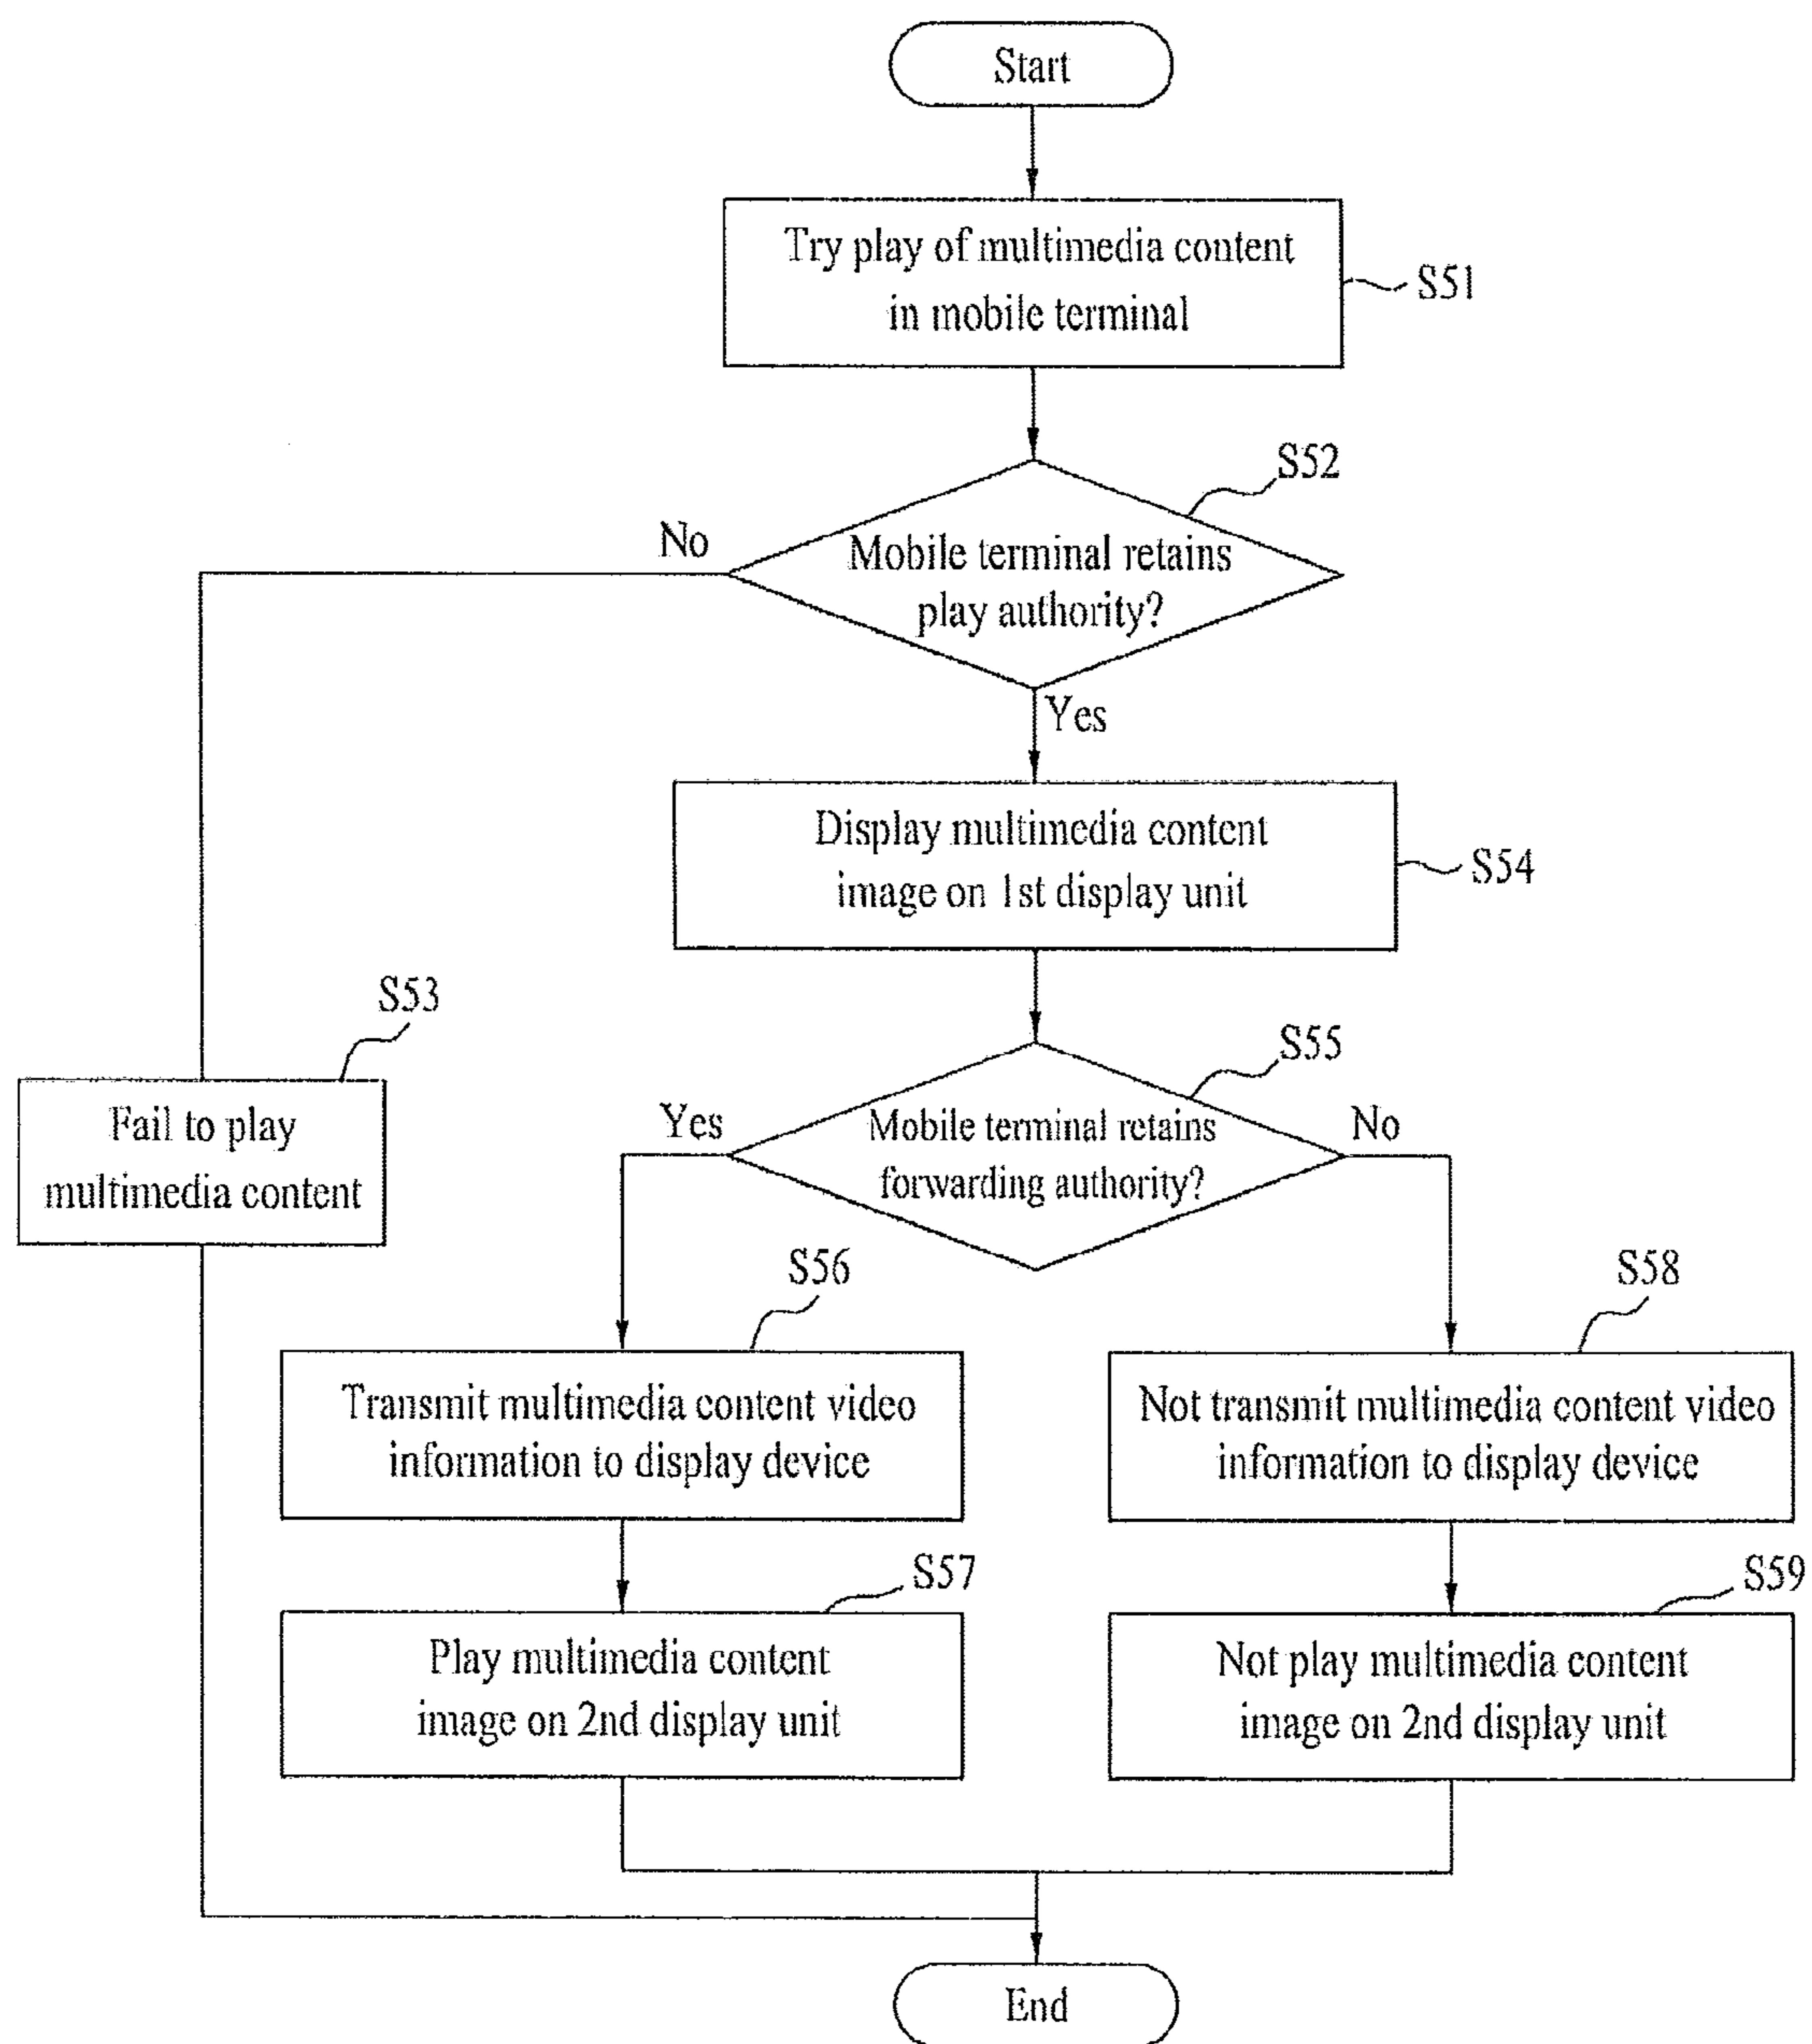 Start
Try play of multimedia content
in mobile terminal
S51
S52
No
Mobile terminal retains
play authority?
Yes
Display multimedia content
image on 1st display unit
S54
S53
Fail to play
multimedia content
S55
Yes
Mobile terminal retains
forwarding authority?
No
S56
Transmit multimedia content video
information to display device
S58
Not transmit multimedia content video
information to display device
S57
Play multimedia content
image on 2nd display unit
S59
Not play multimedia content
image on 2nd display unit
End